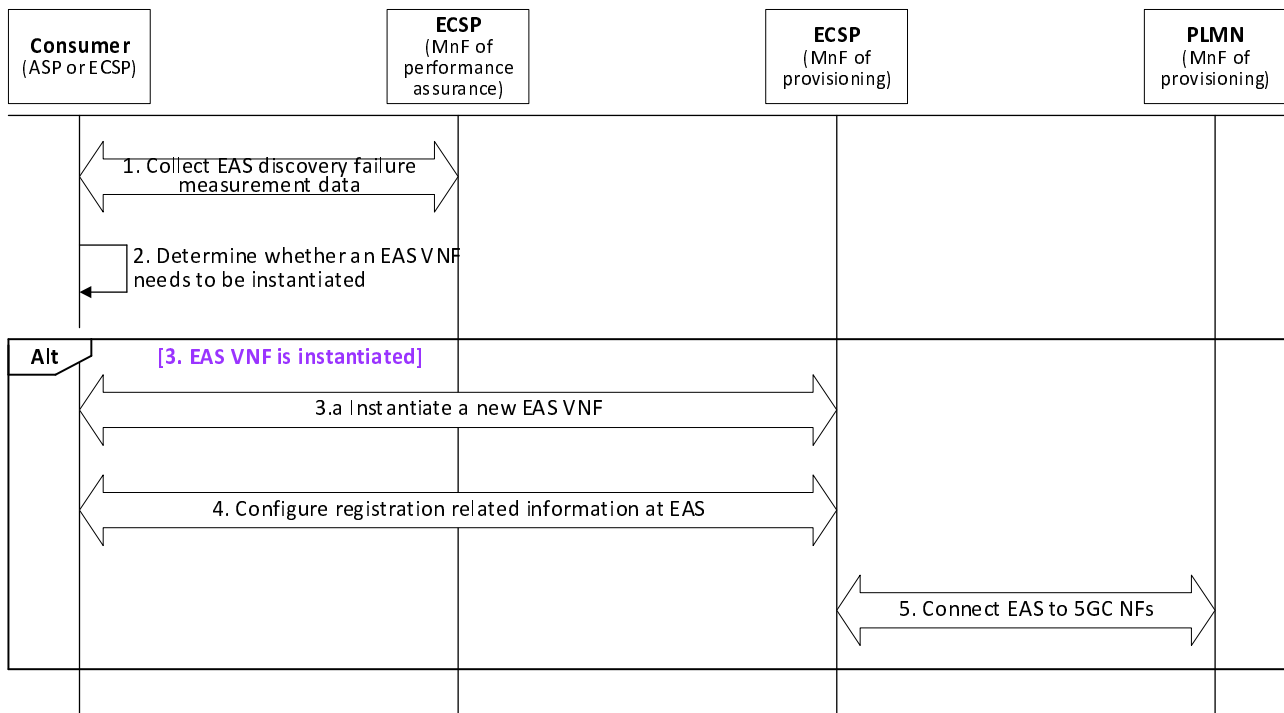 Consumer
(ASP or ECSP)
ECSP
(MnF of
performance
assurance)
ECSP
(MnF of
provisioning)
PLMN
(MnF of
provisioning)
1. Collect EAS discovery failure
measurement data
2. Determine whether an EAS VNF
needs to be instantiated
Alt
[3. EAS VNF is instantiated]
3.a Instantiate a new EAS VNF
4. Configure registration related information at EAS
5. Connect EAS to 5GC NFs